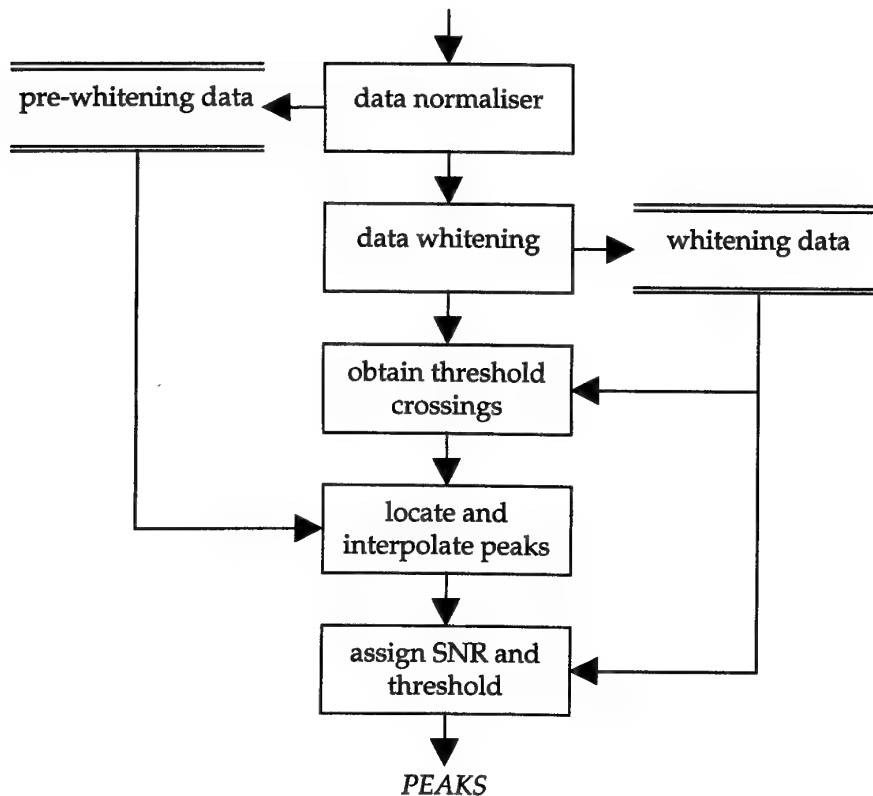 pre-whitening data
data normaliser
data whitening
whitening data
obtain threshold
crossings
locate and
interpolate peaks
assign SNR and
threshold
PEAKS